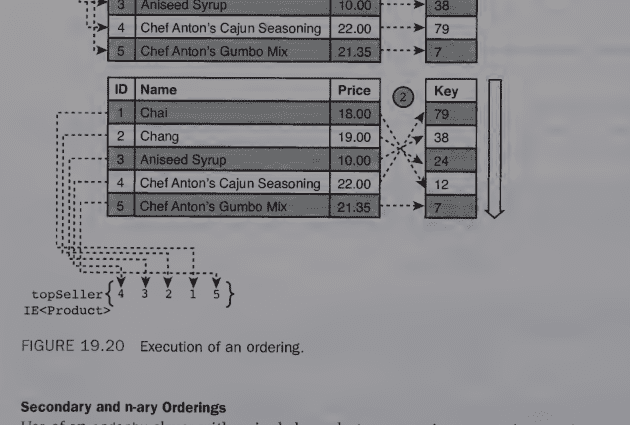 3 Aniseed Syrup 10.00 38
4 Chef Anton's Cajun Seasoning 22.00 79
5 Chef Anton's Gumbo Mix 21.35 7
ID Name Price 2 Key
1 Chai 18.00 79
2 Chang 19.00 38
3 Aniseed Syrup 10.00 24
4 Chef Anton's Cajun Seasoning 22.00 12
5 Chef Anton's Gumbo Mix 21.35 7
topSeller { 4 3 2 1 5 }
IE<Product>
FIGURE 19.20 Execution of an ordering.
Secondary and n-ary Orderings